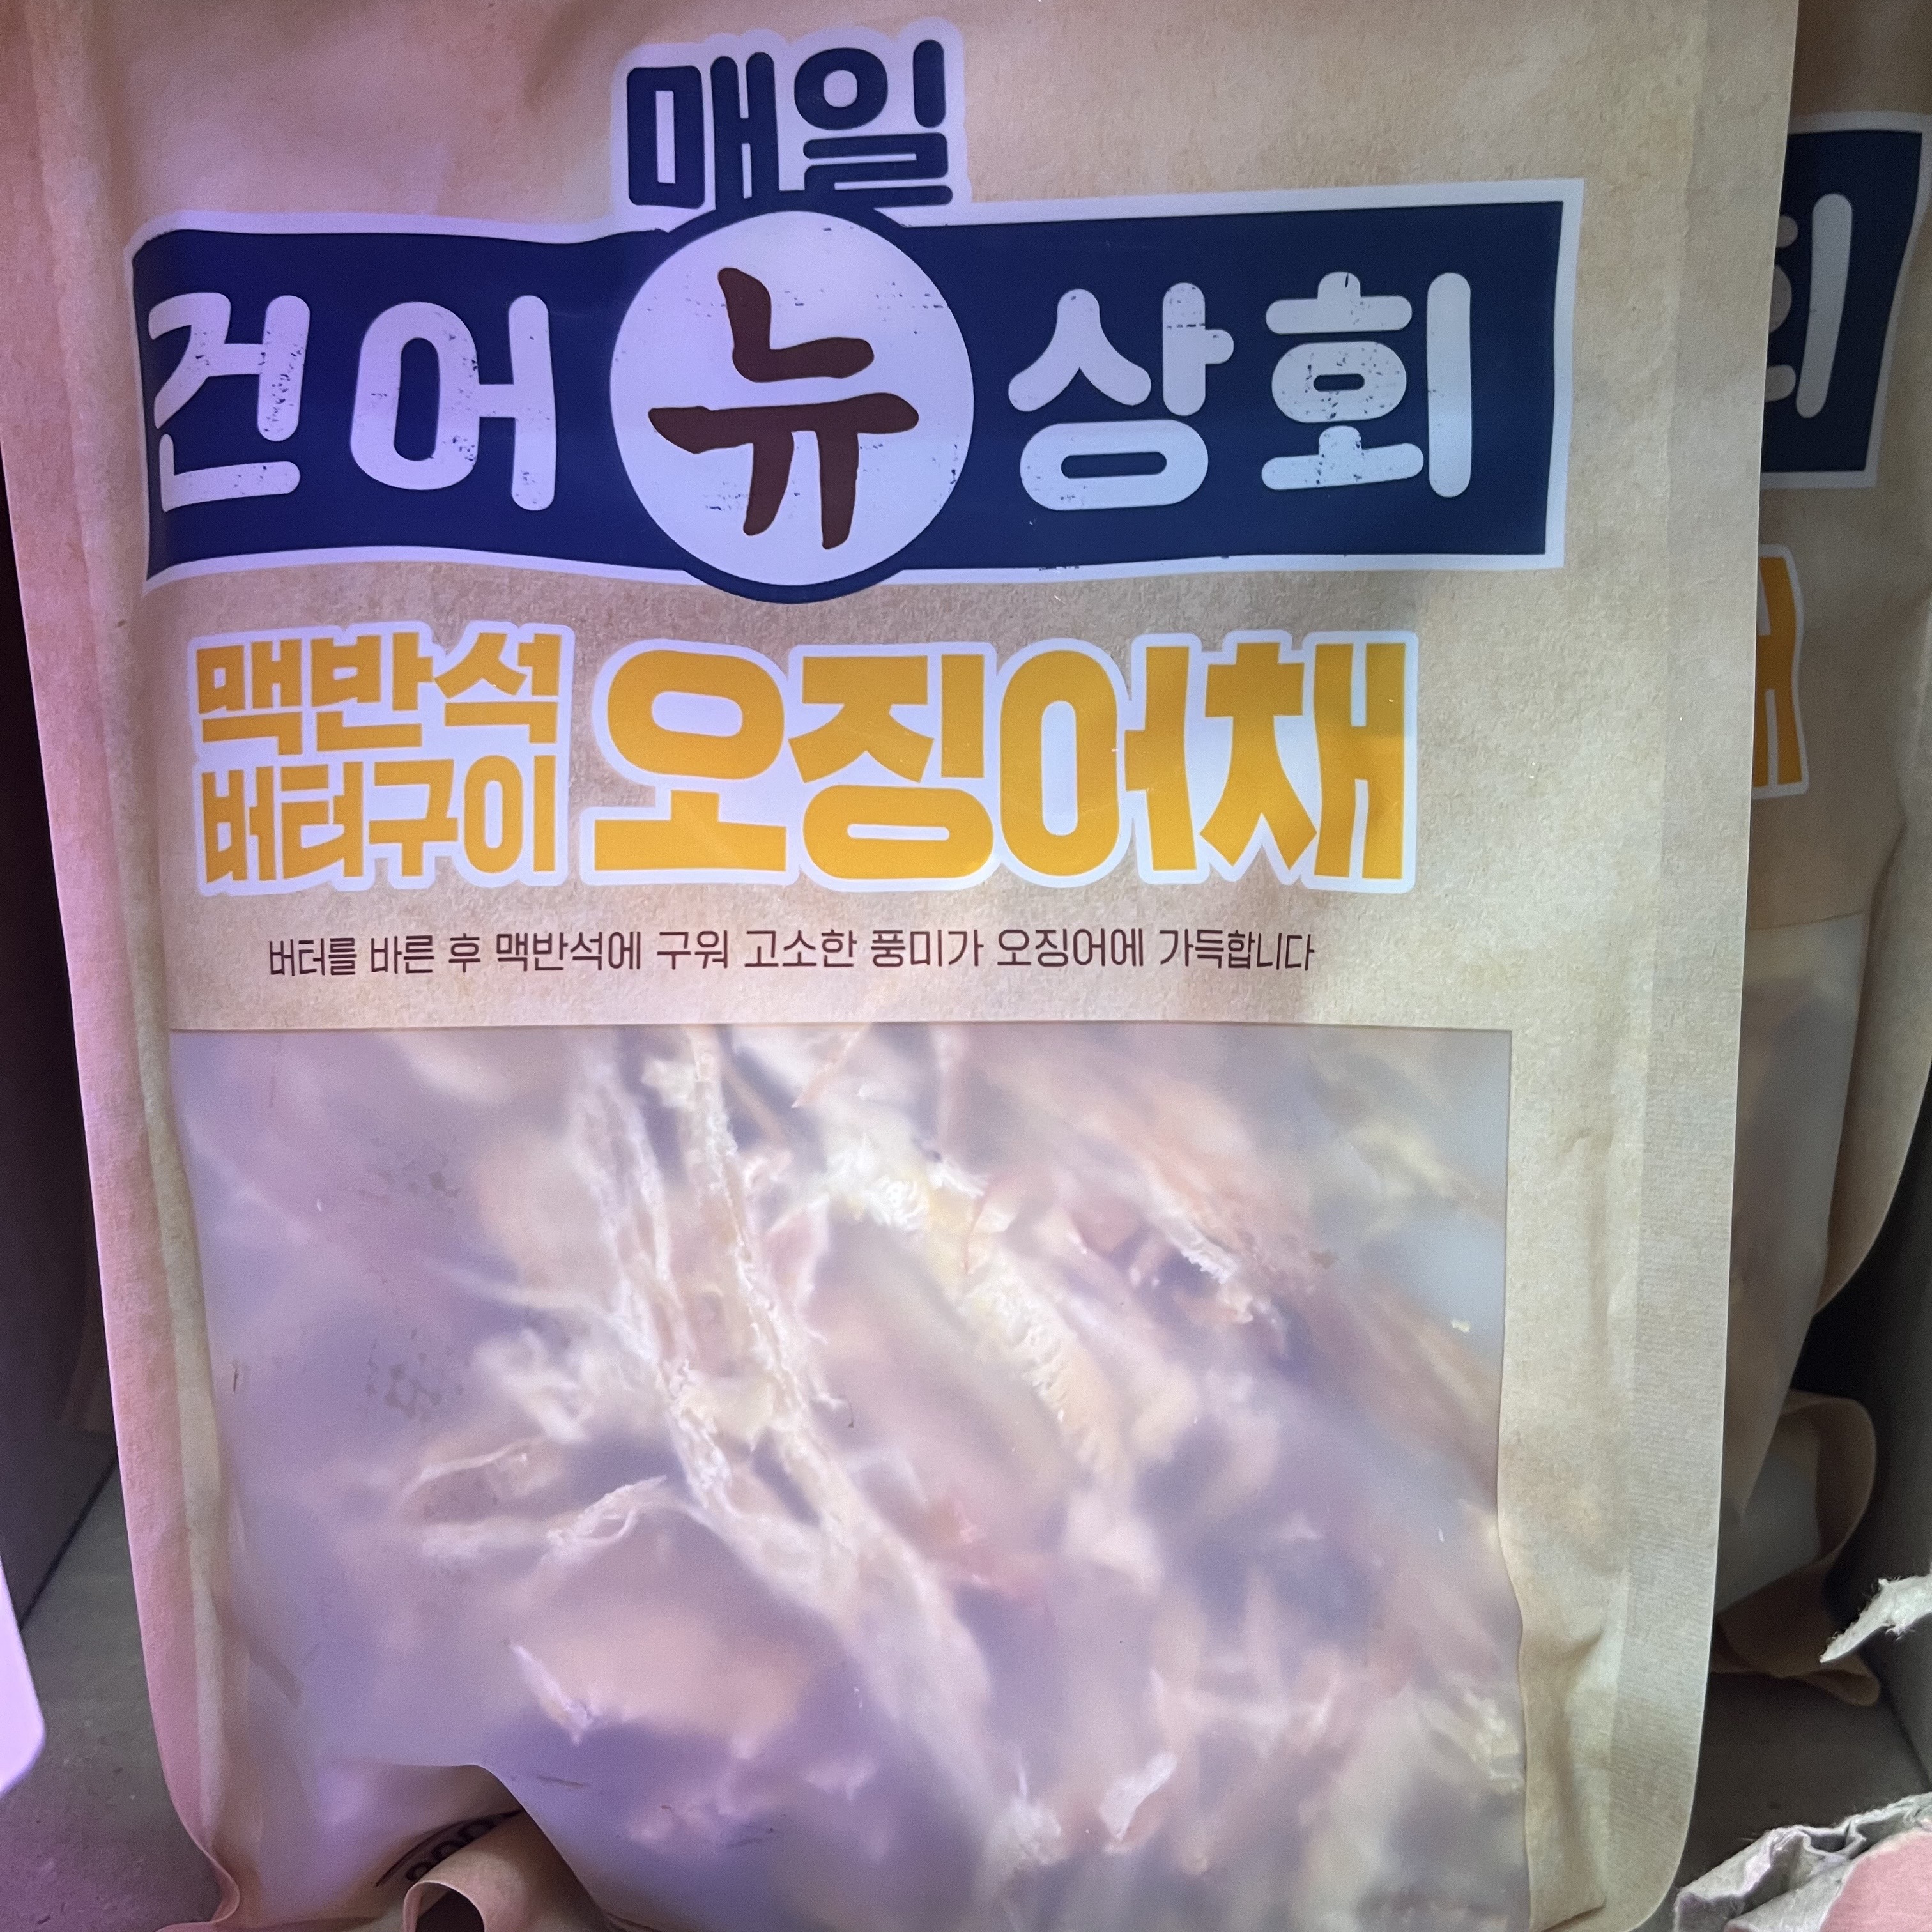 매일
건어 뉴 상회
맥반석
버터구이
오징어채
버터를 바른 후 맥반석에 구워 고소한 풍미가 오징어에 가득합니다
회